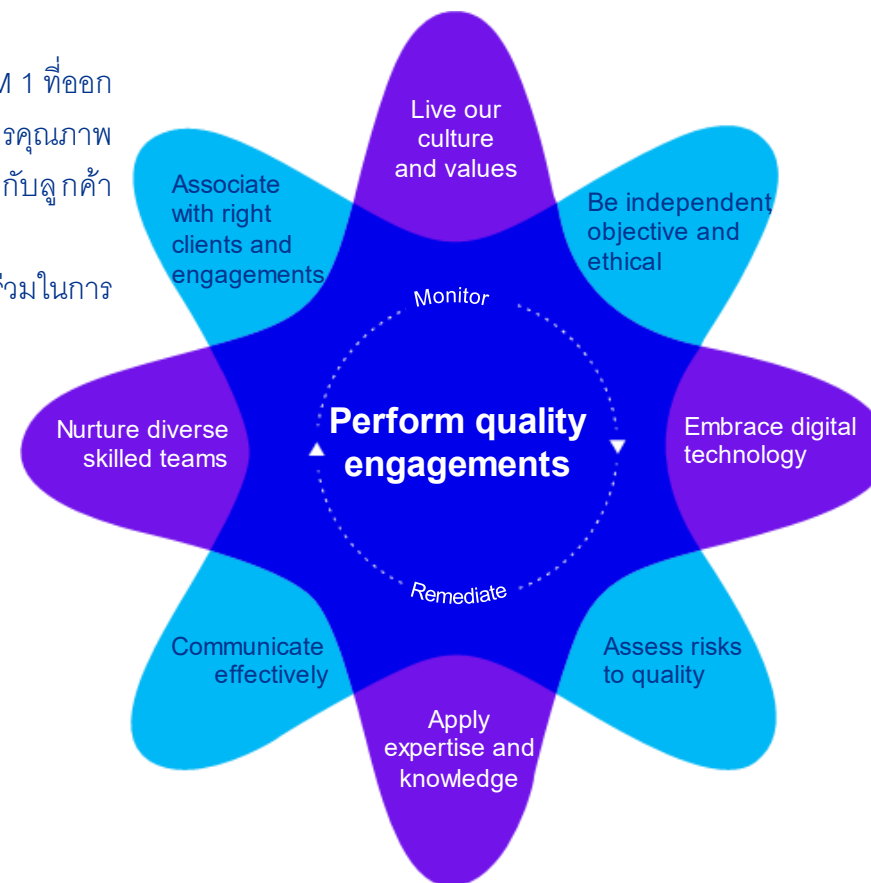 M 1 ที่ออก
รคุณภาพ
กับลูกค้า
ร่วมในการ
Live our
culture
and values
Be independent,
objective and
ethical
Embrace digital
technology
Assess risks
to quality
Apply
expertise and
knowledge
Communicate
effectively
Nurture diverse
skilled teams
Associate
with right
clients and
engagements
Monitor
Perform quality
engagements
Remediate